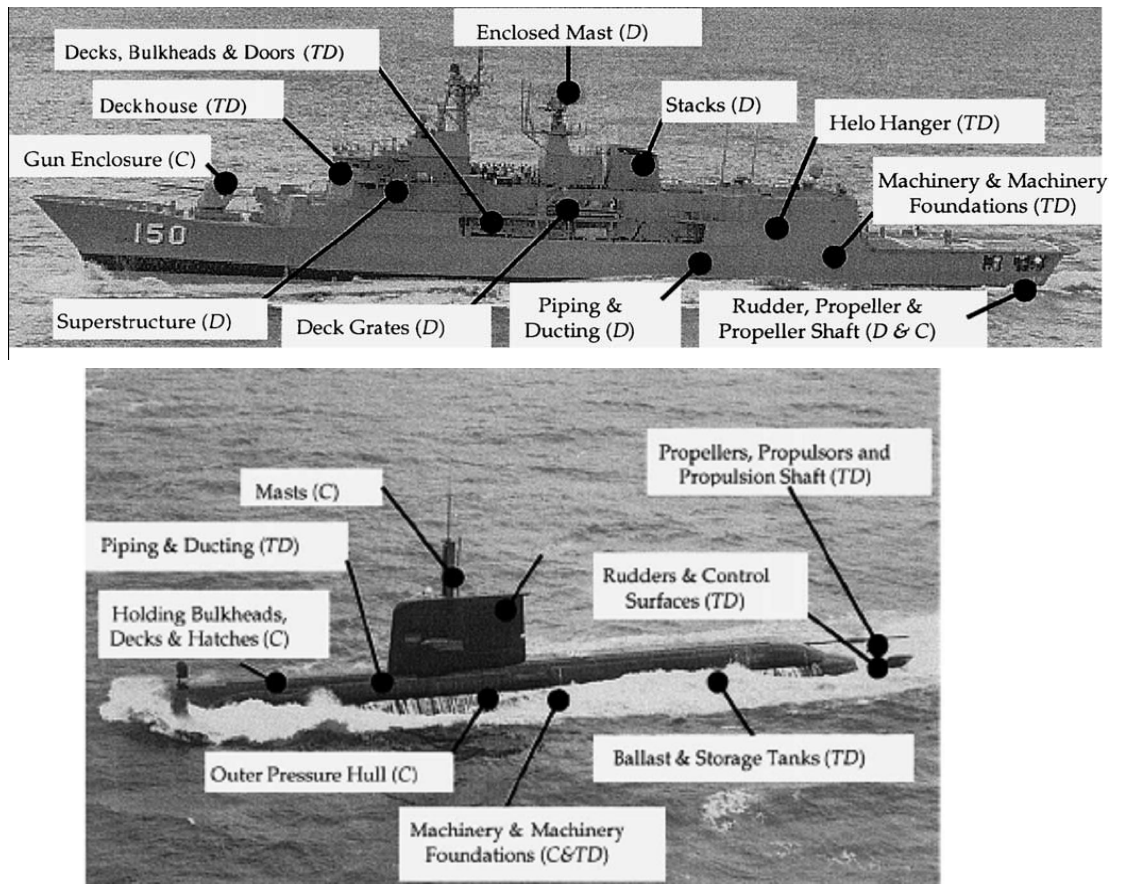 Enclosed Mast (D)
Decks, Bulkheads & Doors (TD)
Deckhouse (TD)
Stacks (D)
Helo Hanger (TD)
Gun Enclosure (C)
Machinery & Machinery
Foundations (TD)
150
Superstructure (D)
Deck Grates (D)
Piping &
Ducting (D)
Rudder, Propeller &
Propeller Shaft (D & C)
Propellers, Propulsors and
Propulsion Shaft (TD)
Masts (C)
Piping & Ducting (TD)
Rudders & Control
Surfaces (TD)
Holding Bulkheads,
Decks & Hatches (C)
Outer Pressure Hull (C)
Ballast & Storage Tanks (TD)
Machinery & Machinery
Foundations (C&TD)